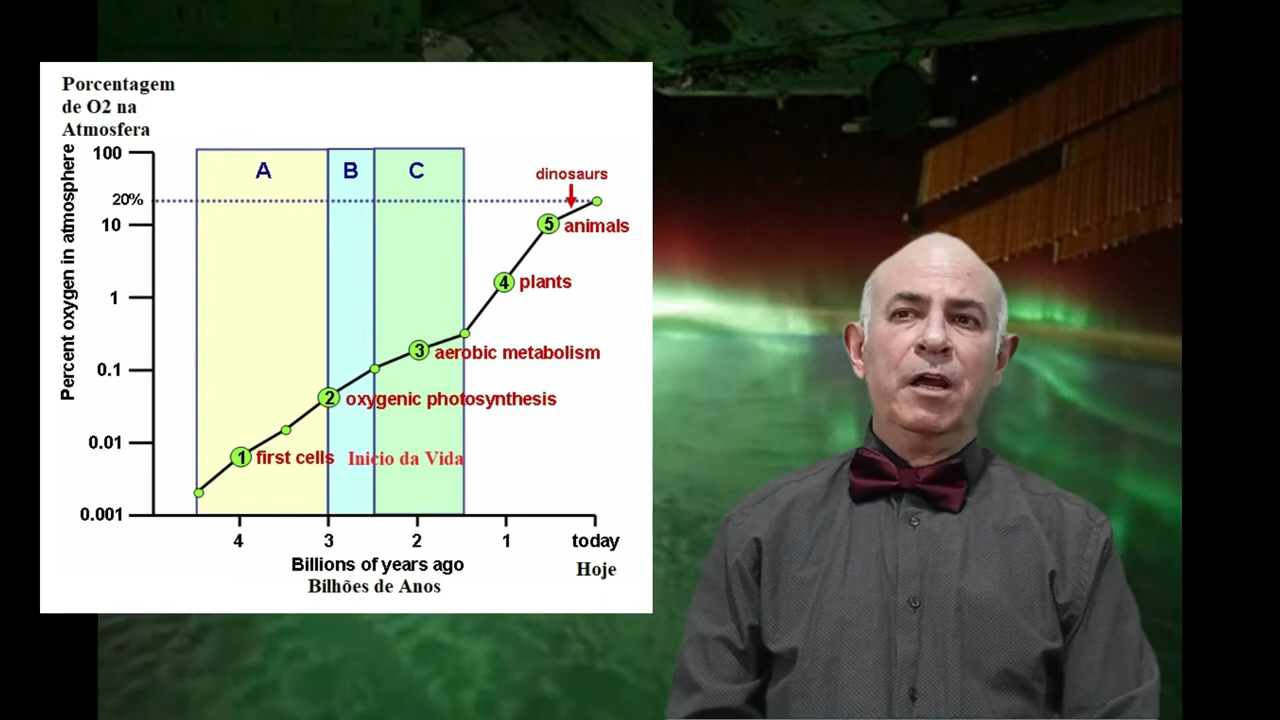 Porcentagem
de O2 na
Atmosfera
Percent oxygen in atmosphere
100
20%
10
1
0.1
0.01
0.001
A
B
C
dinosaurs
5 animals
4 plants
3 aerobic metabolism
2 oxygenic photosynthesis
1 first cells Inicio da Vida
4
3
2
1
today
Billions of years ago
Hoje
Bilhões de Anos